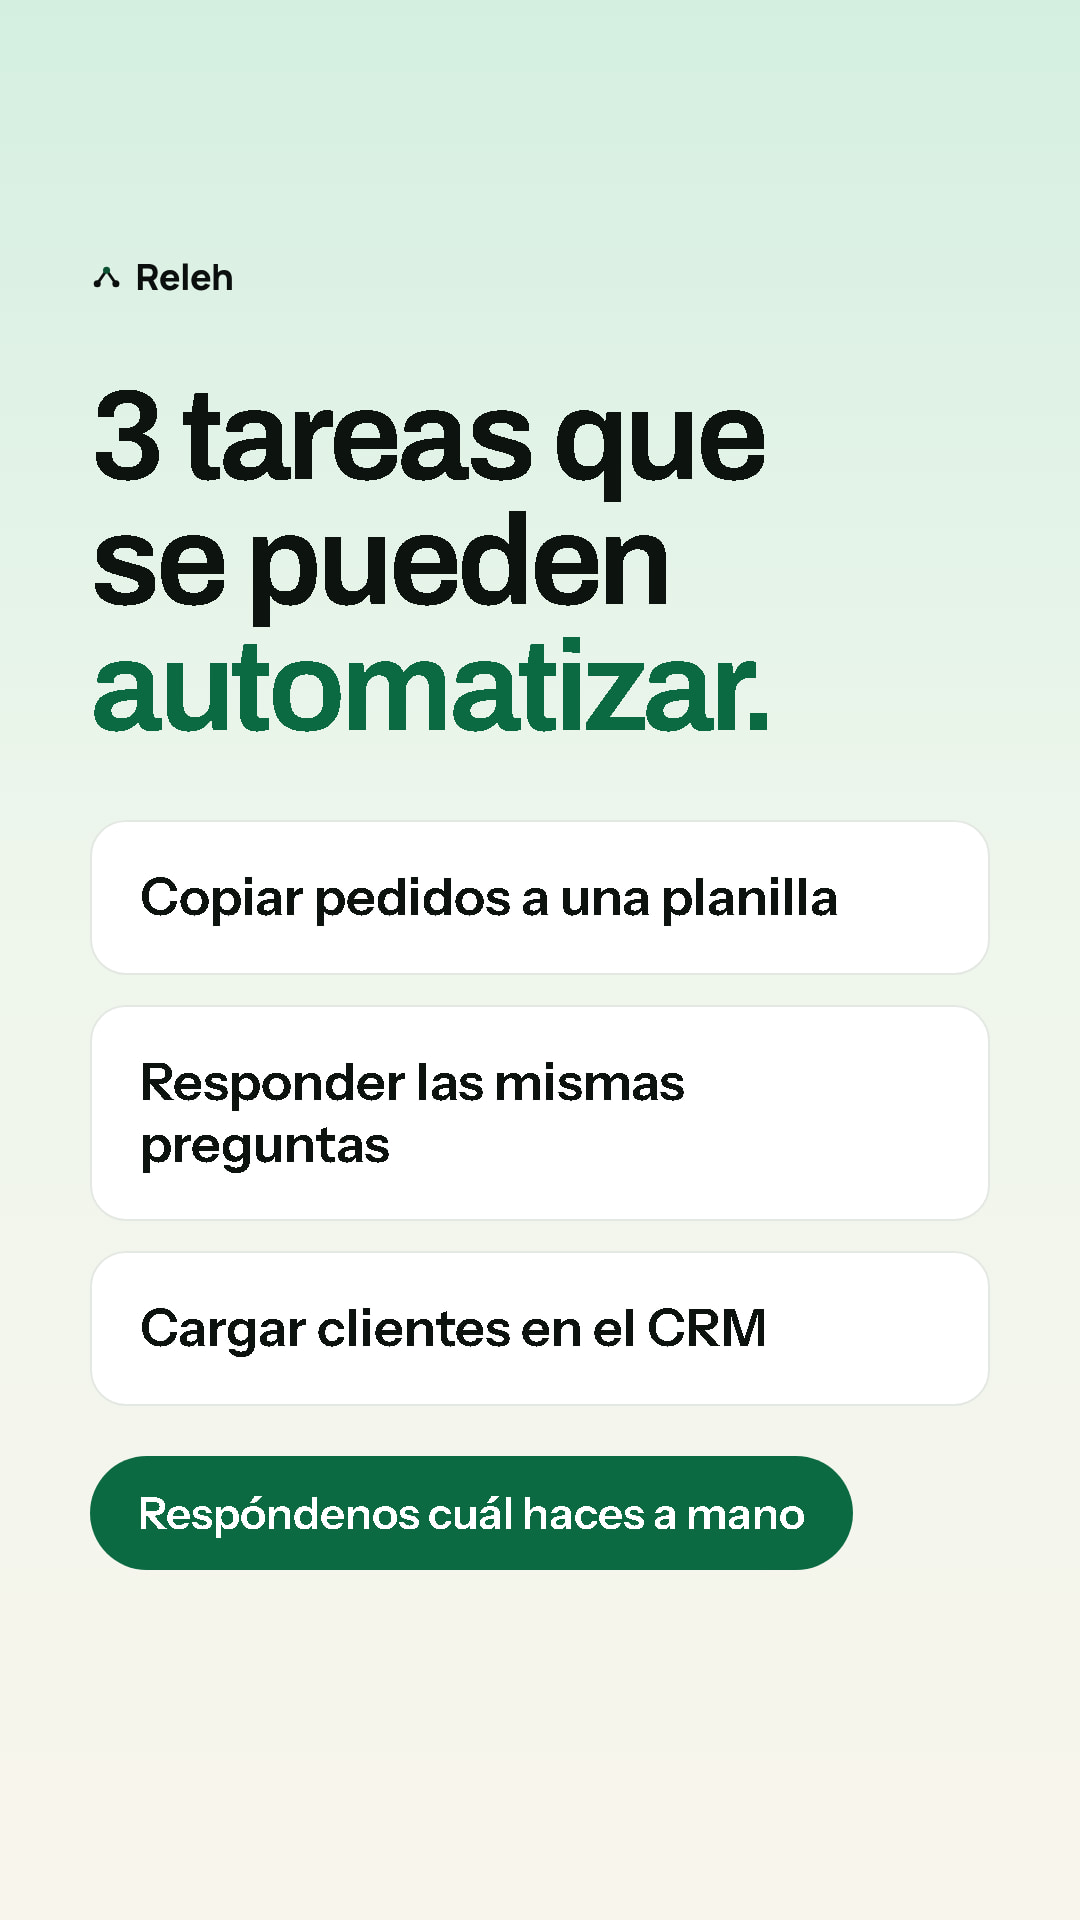 Releh
3 tareas que
se pueden
automatizar.
Copiar pedidos a una planilla
Responder las mismas
preguntas
Cargar clientes en el CRM
Respóndenos cuál haces a mano